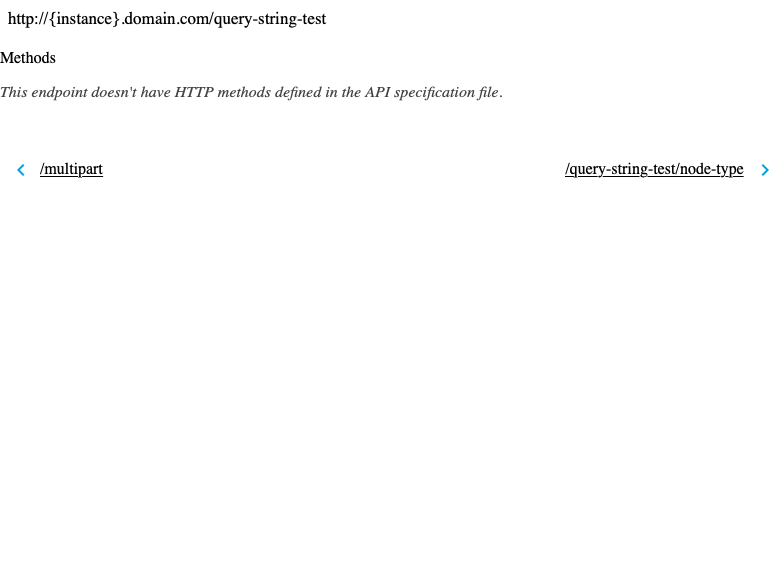 http://{instance}.domain.com/query-string-test
Methods
This endpoint doesn't have HTTP methods defined in the API specification file.
/multipart
/query-string-test/node-type